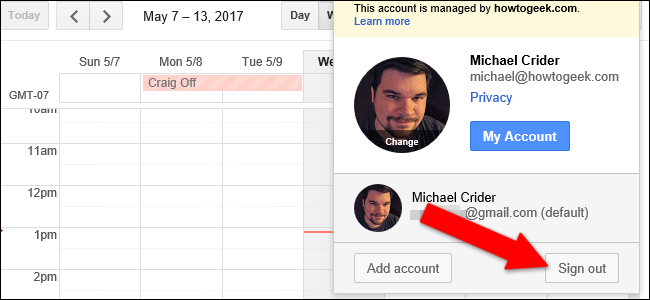 Today
May 7 – 13, 2017
Day
This account is managed by howtogeek.com.
Learn more
Sun 5/7
Mon 5/8
Tue 5/9
We
GMT-07
Craig Off
10am
11am
12pm
1pm
2pm
Michael Crider
michael@howtogeek.com
Privacy
Change
My Account
Michael Crider
@gmail.com (default)
Add account
Sign out